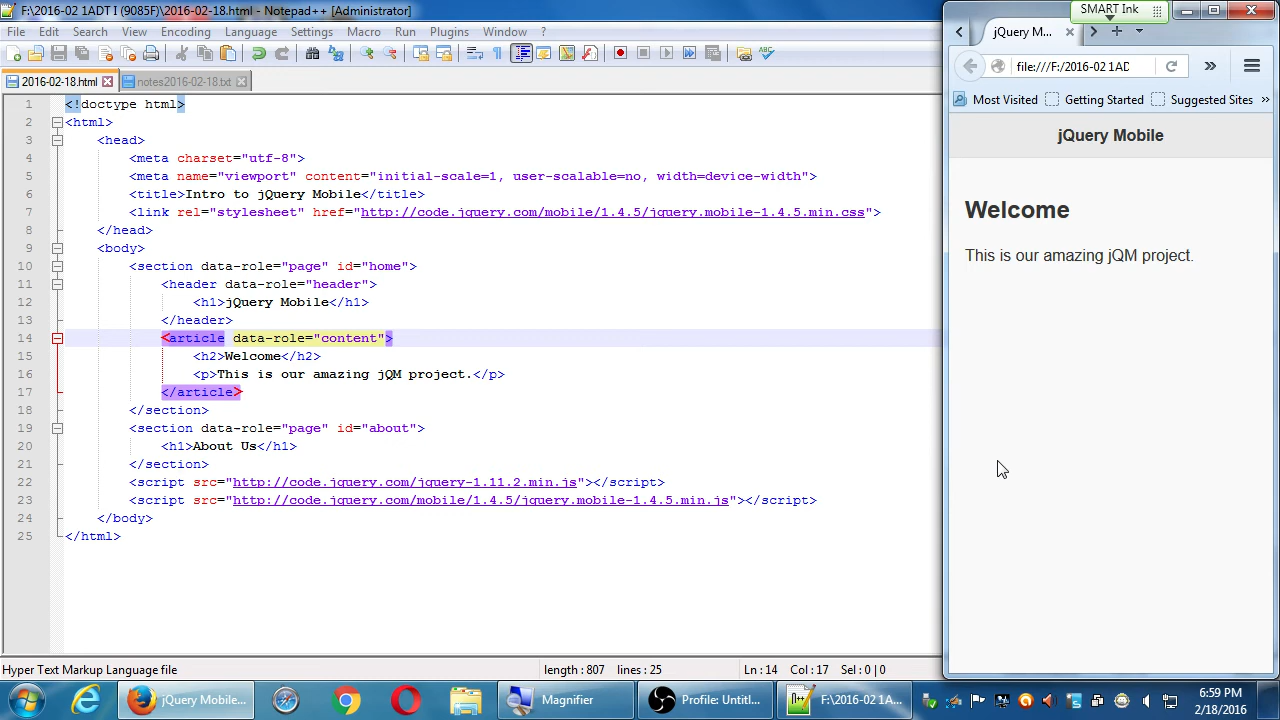 F:\2016-02 1ADT I (9085F)\2016-02-18.html - Notepad++ [Administrator]
File Edit Search View Encoding Language Settings Macro Run Plugins Window ?
2016-02-18.html notes2016-02-18.txt
1 <!doctype html>
2 <html>
3 <head>
4 <meta charset="utf-8">
5 <meta name="viewport" content="initial-scale=1, user-scalable=no, width=device-width">
6 <title>Intro to jQuery Mobile</title>
7 <link rel="stylesheet" href="http://code.jquery.com/mobile/1.4.5/jquery.mobile-1.4.5.min.css">
8 </head>
9 <body>
10 <section data-role="page" id="home">
11 <header data-role="header">
12 <h1>jQuery Mobile</h1>
13 </header>
14 <article data-role="content">
15 <h2>Welcome</h2>
16 <p>This is our amazing jQM project.</p>
17 </article>
18 </section>
19 <section data-role="page" id="about">
20 <h1>About Us</h1>
21 </section>
22 <script src="http://code.jquery.com/jquery-1.11.2.min.js"></script>
23 <script src="http://code.jquery.com/mobile/1.4.5/jquery.mobile-1.4.5.min.js"></script>
24 </body>
25 </html>
Hyper Text Markup Language file length : 807 lines : 25 Ln : 14 Col : 17 Sel : 0 | 0
SMART Ink
jQuery M...
file:///F:/2016-02 1AD
Most Visited Getting Started Suggested Sites
jQuery Mobile
Welcome
This is our amazing jQM project.
jQuery Mobile... Magnifier Profile: Untitl... F:\2016-02 1A...
6:59 PM
2/18/2016